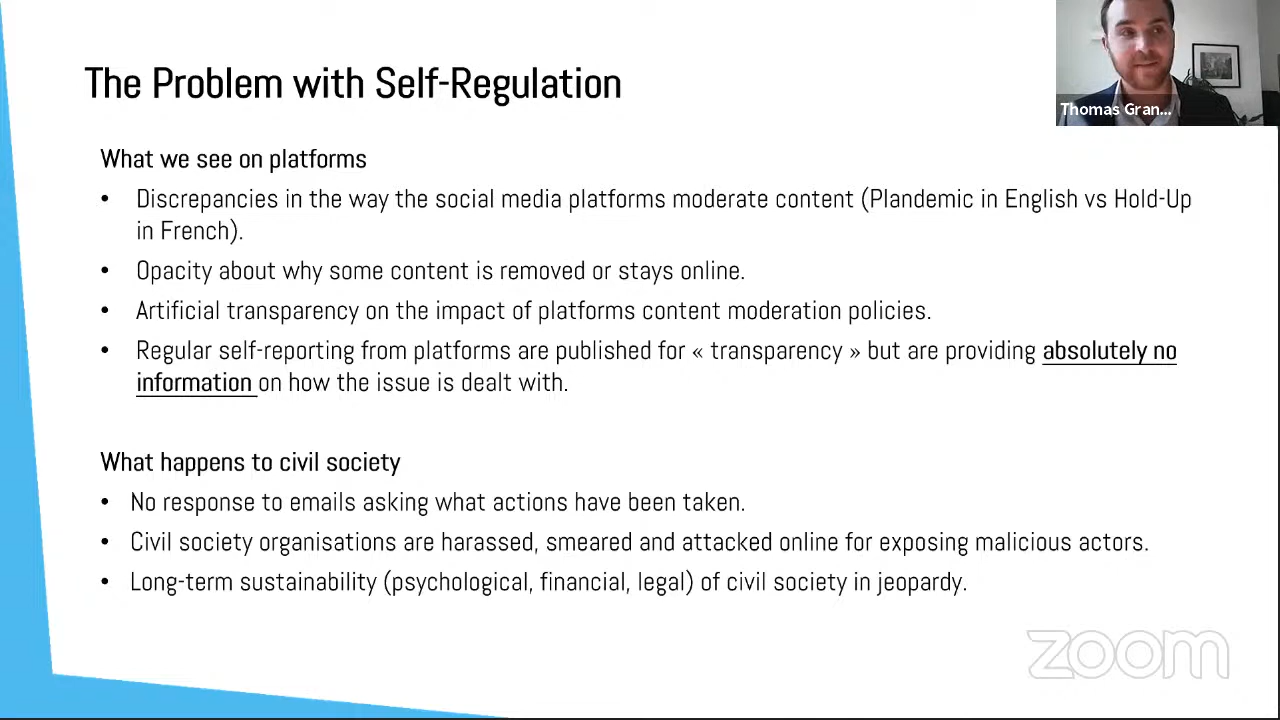 The Problem with Self-Regulation
Thomas Gran...
What we see on platforms
• Discrepancies in the way the social media platforms moderate content (Plandemic in English vs Hold-Up
in French).
• Opacity about why some content is removed or stays online.
• Artificial transparency on the impact of platforms content moderation policies.
• Regular self-reporting from platforms are published for « transparency » but are providing absolutely no
information on how the issue is dealt with.
What happens to civil society
• No response to emails asking what actions have been taken.
• Civil society organisations are harassed, smeared and attacked online for exposing malicious actors.
• Long-term sustainability (psychological, financial, legal) of civil society in jeopardy.
zoom